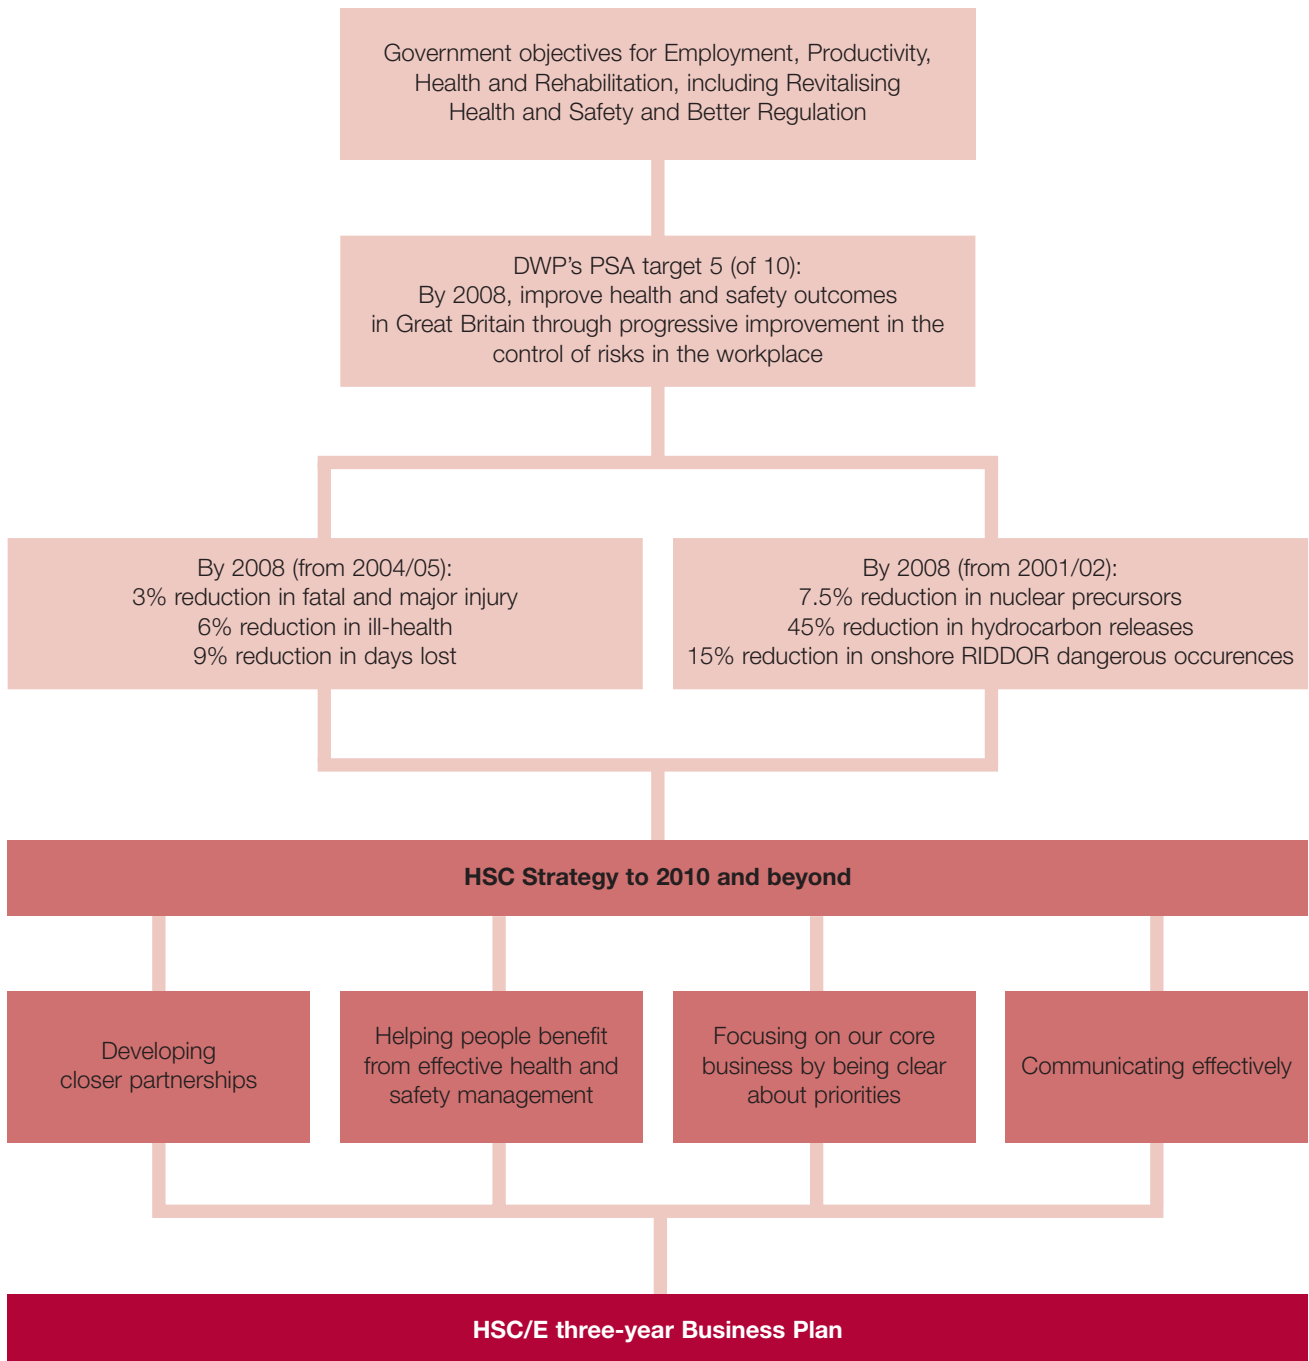 Government objectives for Employment, Productivity,
Health and Rehabilitation, including Revitalising
Health and Safety and Better Regulation
DWP's PSA target 5 (of 10):
By 2008, improve health and safety outcomes
in Great Britain through progressive improvement in the
control of risks in the workplace
By 2008 (from 2004/05):
3% reduction in fatal and major injury
6% reduction in ill-health
9% reduction in days lost
By 2008 (from 2001/02):
7.5% reduction in nuclear precursors
45% reduction in hydrocarbon releases
15% reduction in onshore RIDDOR dangerous occurences
HSC Strategy to 2010 and beyond
Developing
closer partnerships
Helping people benefit
from effective health and
safety management
Focusing on our core
business by being clear
about priorities
Communicating effectively
HSC/E three-year Business Plan